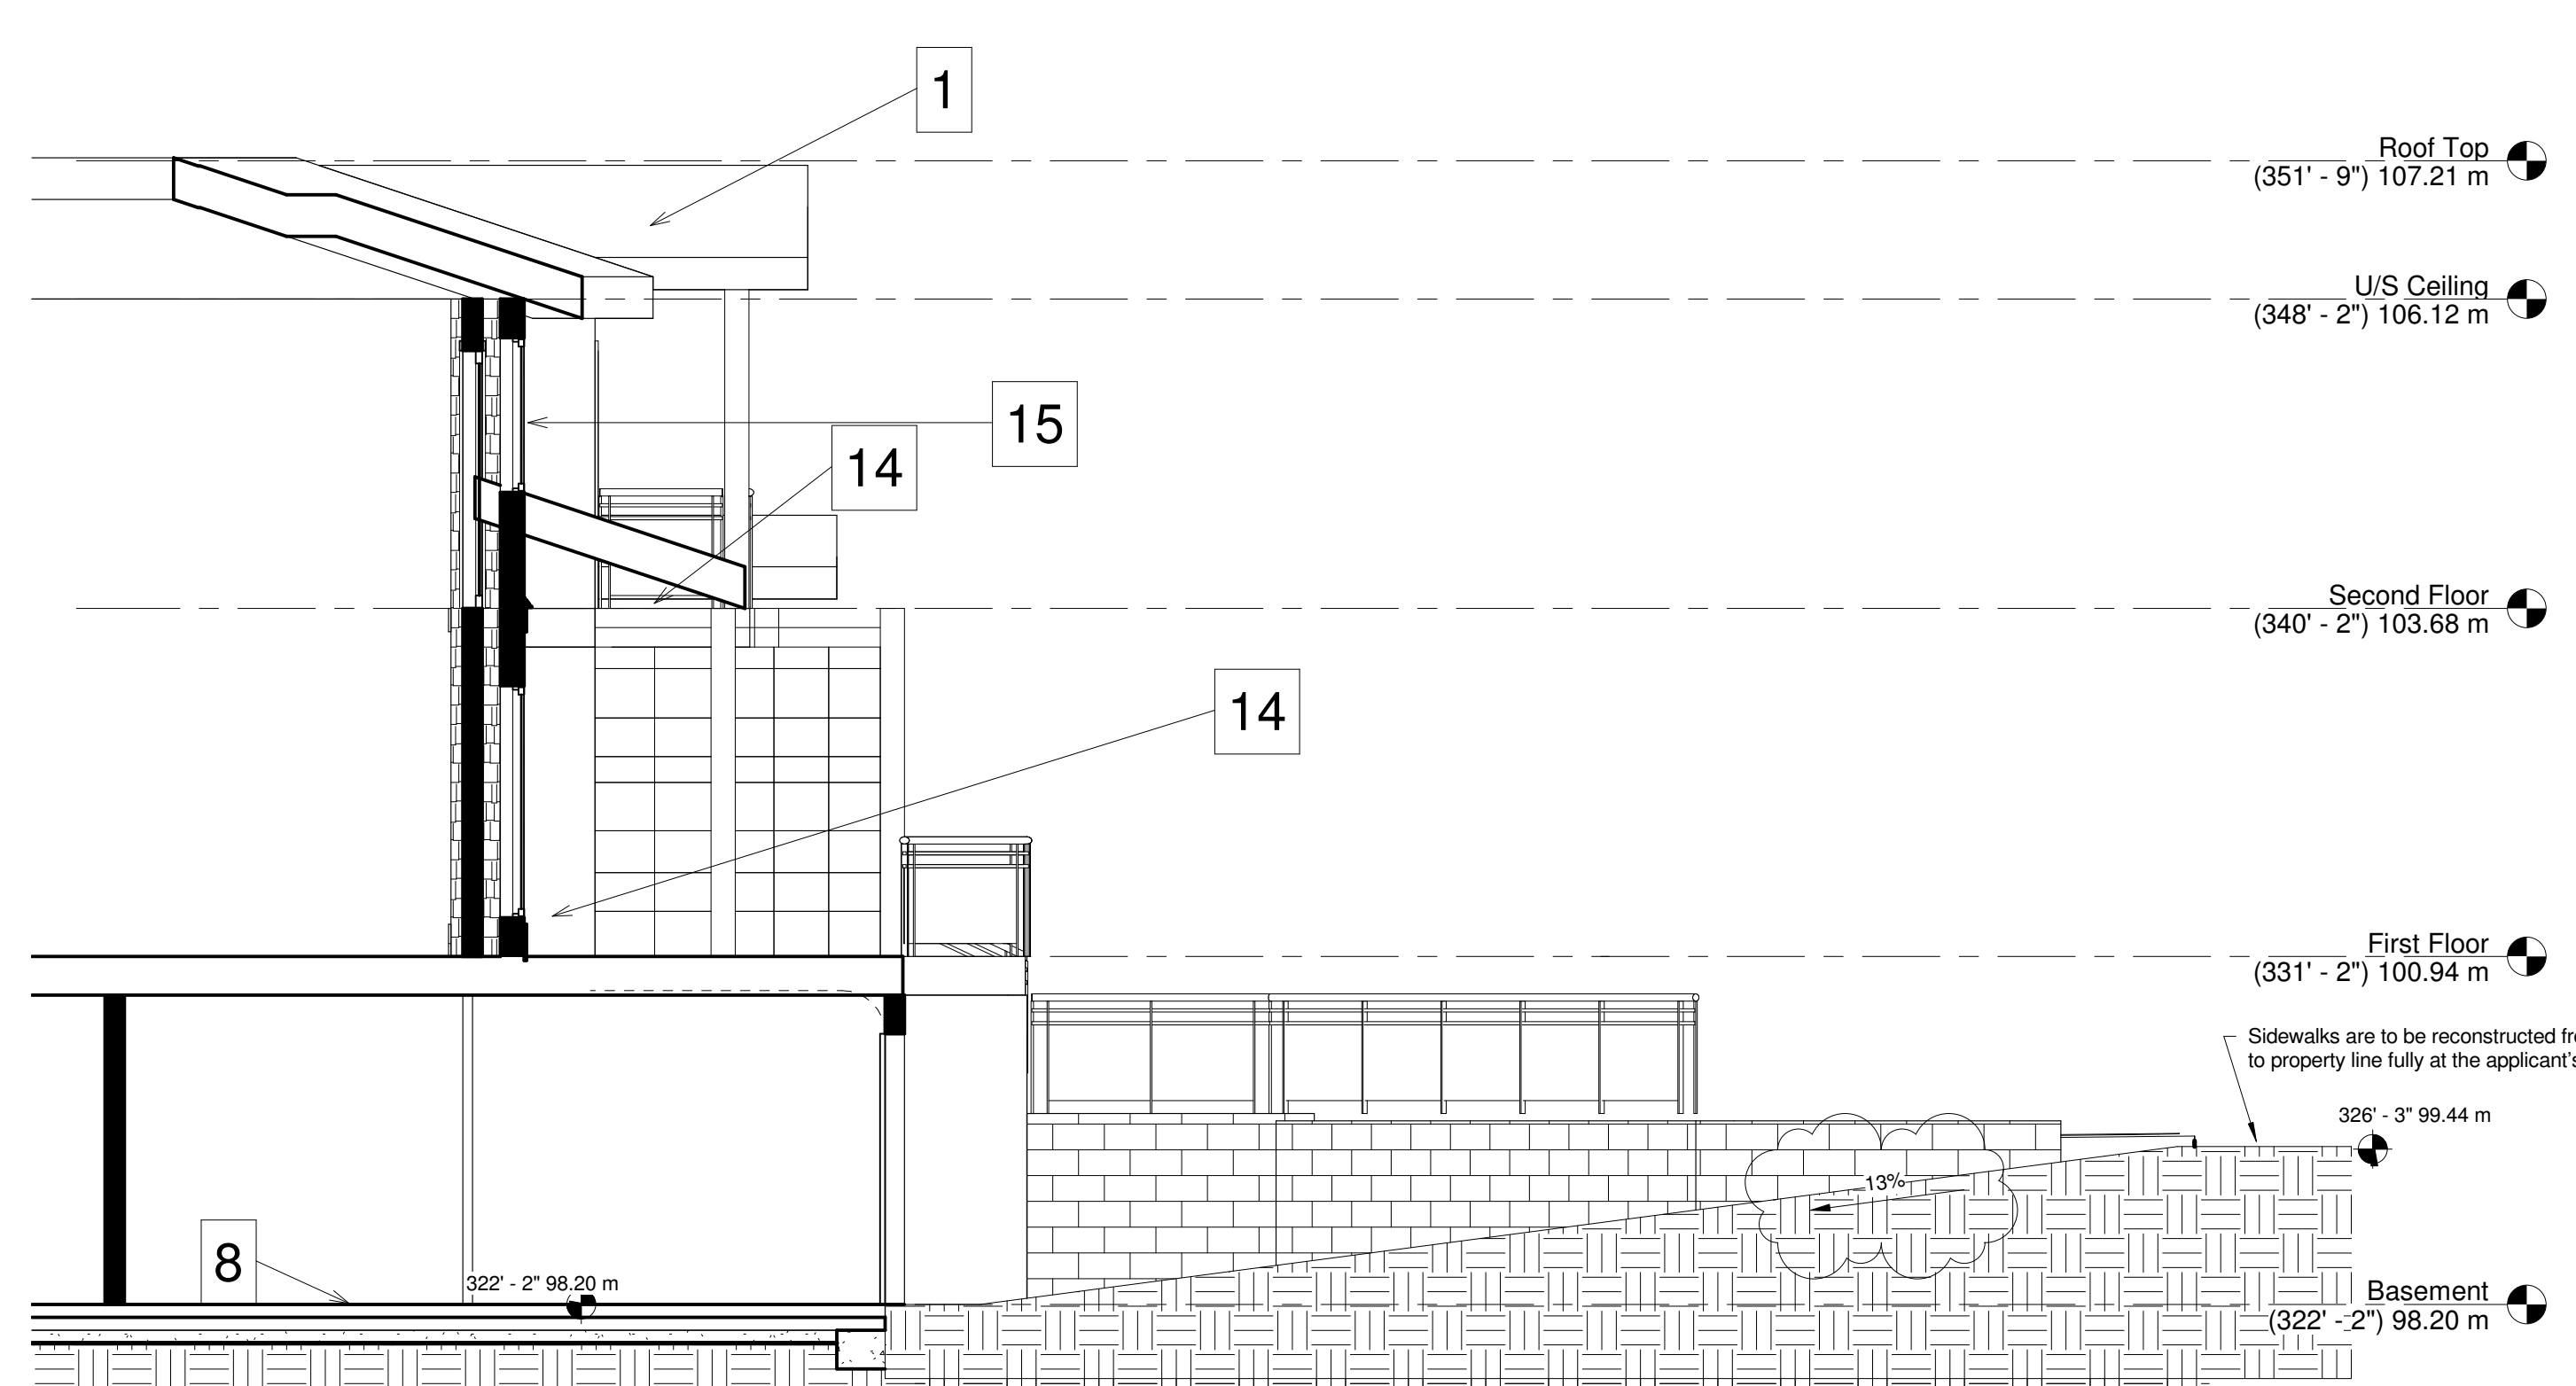 1
Roof Top
(351' - 9") 107.21 m
U/S Ceiling
(348' - 2") 106.12 m
15
14
Second Floor
(340' - 2") 103.68 m
14
First Floor
(331' - 2") 100.94 m
Sidewalks are to be reconstructed
to property line fully at the applicant's
326' - 3" 99.44 m
13%
8
322' - 2" 98.20 m
Basement
(322' - 2") 98.20 m